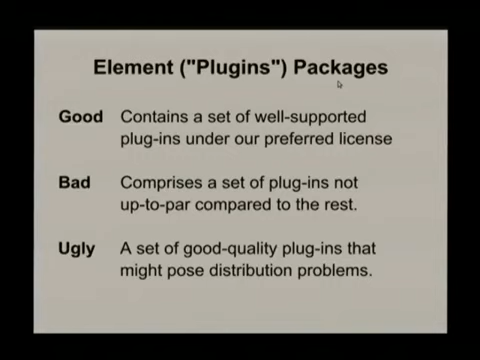 Element ("Plugins") Packages
Good Contains a set of well-supported
plug-ins under our preferred license
Bad Comprises a set of plug-ins not
up-to-par compared to the rest.
Ugly A set of good-quality plug-ins that
might pose distribution problems.